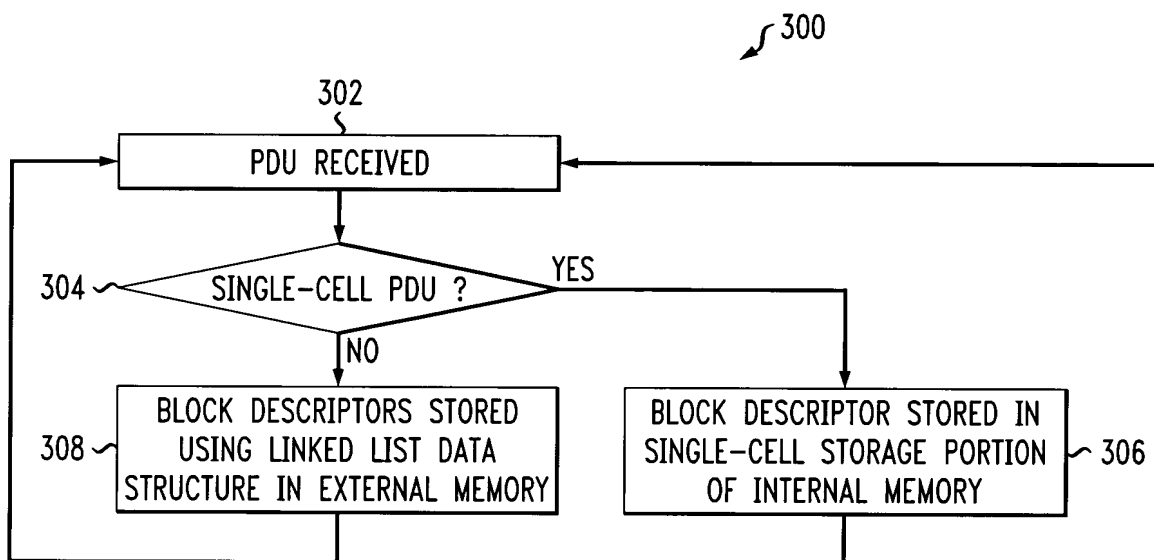 300
302
PDU RECEIVED
304
SINGLE-CELL PDU ?
YES
NO
308
BLOCK DESCRIPTORS STORED
USING LINKED LIST DATA
STRUCTURE IN EXTERNAL MEMORY
BLOCK DESCRIPTOR STORED IN
SINGLE-CELL STORAGE PORTION
OF INTERNAL MEMORY
306